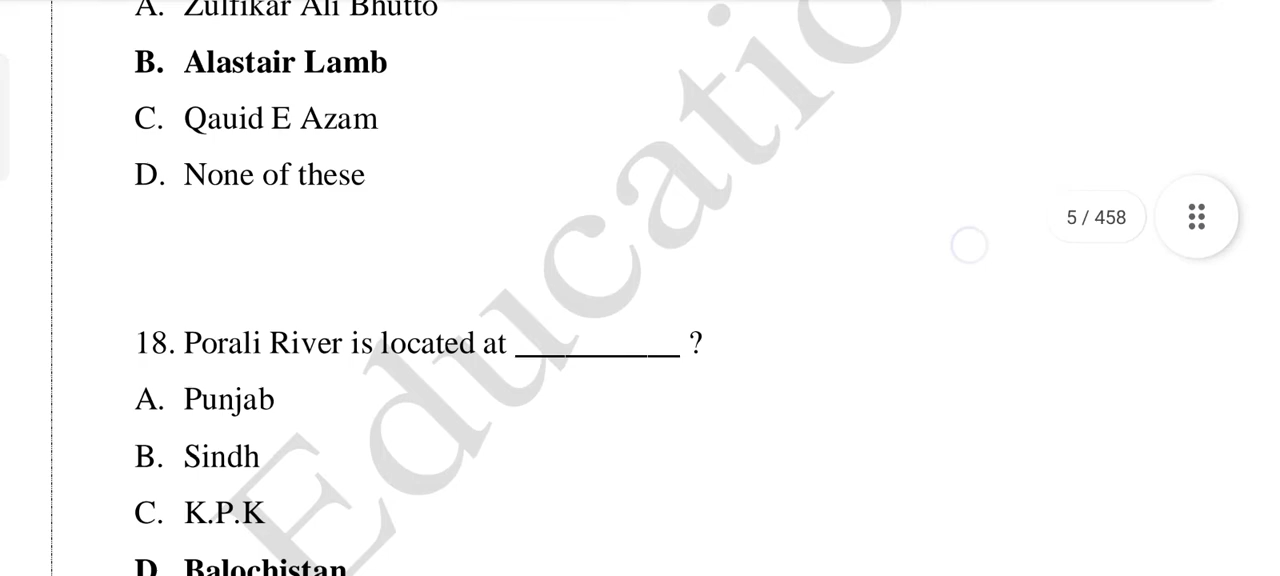 A. Zulfikar Ali Bhutto
B. Alastair Lamb
C. Qauid E Azam
D. None of these
5 / 458
18. Porali River is located at __________ ?
A. Punjab
B. Sindh
C. K.P.K
D. Balochistan
Educatio